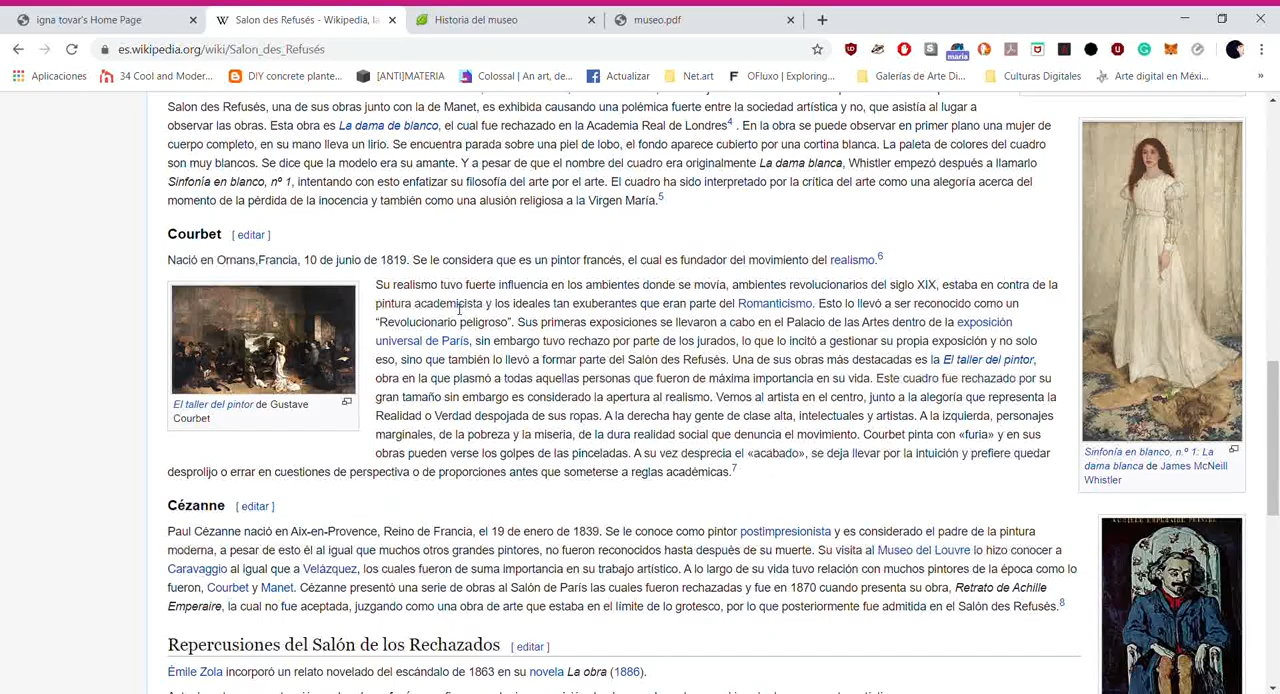 igna tovar's Home Page
Salon des Refusés - Wikipedia, la
Historia del museo
museo.pdf
es.wikipedia.org/wiki/Salon_des_Refusés
Aplicaciones
34 Cool and Moder...
DIY concrete plante...
[ANTI]MATERIA
Colossal | An art, de...
Actualizar
Net.art
OFluxo | Exploring...
Galerías de Arte Di...
Culturas Digitales
Arte digital en Méxi...
maria
Salon des Refusés, una de sus obras junto con la de Manet, es exhibida causando una polémica fuerte entre la sociedad artística y no, que asistía al lugar a
observar las obras. Esta obra es La dama de blanco, el cual fue rechazado en la Academia Real de Londres4 . En la obra se puede observar en primer plano una mujer de
cuerpo completo, en su mano lleva un lirio. Se encuentra parada sobre una piel de lobo, el fondo aparece cubierto por una cortina blanca. La paleta de colores del cuadro
son muy blancos. Se dice que la modelo era su amante. Y a pesar de que el nombre del cuadro era originalmente La dama blanca, Whistler empezó después a llamarlo
Sinfonía en blanco, nº 1, intentando con esto enfatizar su filosofía del arte por el arte. El cuadro ha sido interpretado por la crítica del arte como una alegoría acerca del
momento de la pérdida de la inocencia y también como una alusión religiosa a la Virgen María.5
Courbet [ editar ]
Nació en Ornans,Francia, 10 de junio de 1819. Se le considera que es un pintor francés, el cual es fundador del movimiento del realismo.6
Su realismo tuvo fuerte influencia en los ambientes donde se movía, ambientes revolucionarios del siglo XIX, estaba en contra de la
pintura academicista y los ideales tan exuberantes que eran parte del Romanticismo. Esto lo llevó a ser reconocido como un
“Revolucionario peligroso”. Sus primeras exposiciones se llevaron a cabo en el Palacio de las Artes dentro de la exposición
universal de París, sin embargo tuvo rechazo por parte de los jurados, lo que lo incitó a gestionar su propia exposición y no solo
eso, sino que también lo llevó a formar parte del Salón des Refusés. Una de sus obras más destacadas es la El taller del pintor,
obra en la que plasmó a todas aquellas personas que fueron de máxima importancia en su vida. Este cuadro fue rechazado por su
gran tamaño sin embargo es considerado la apertura al realismo. Vemos al artista en el centro, junto a la alegoría que representa la
Realidad o Verdad despojada de sus ropas. A la derecha hay gente de clase alta, intelectuales y artistas. A la izquierda, personajes
marginales, de la pobreza y la miseria, de la dura realidad social que denuncia el movimiento. Courbet pinta con «furia» y en sus
obras pueden verse los golpes de las pinceladas. A su vez desprecia el «acabado», se deja llevar por la intuición y prefiere quedar
desprolijo o errar en cuestiones de perspectiva o de proporciones antes que someterse a reglas académicas.7
El taller del pintor de Gustave
Courbet
Sinfonía en blanco, n.º 1: La
dama blanca de James McNeill
Whistler
Cézanne [ editar ]
Paul Cézanne nació en Aix-en-Provence, Reino de Francia, el 19 de enero de 1839. Se le conoce como pintor postimpresionista y es considerado el padre de la pintura
moderna, a pesar de esto él al igual que muchos otros grandes pintores, no fueron reconocidos hasta después de su muerte. Su visita al Museo del Louvre lo hizo conocer a
Caravaggio al igual que a Velázquez, los cuales fueron de suma importancia en su trabajo artístico. A lo largo de su vida tuvo relación con muchos pintores de la época como lo
fueron, Courbet y Manet. Cézanne presentó una serie de obras al Salón de París las cuales fueron rechazadas y fue en 1870 cuando presenta su obra, Retrato de Achille
Emperaire, la cual no fue aceptada, juzgando como una obra de arte que estaba en el límite de lo grotesco, por lo que posteriormente fue admitida en el Salón des Refusés.8
ACHILLE EMPERAIRE PEINTRE
Repercusiones del Salón de los Rechazados [ editar ]
Émile Zola incorporó un relato novelado del escándalo de 1863 en su novela La obra (1886).